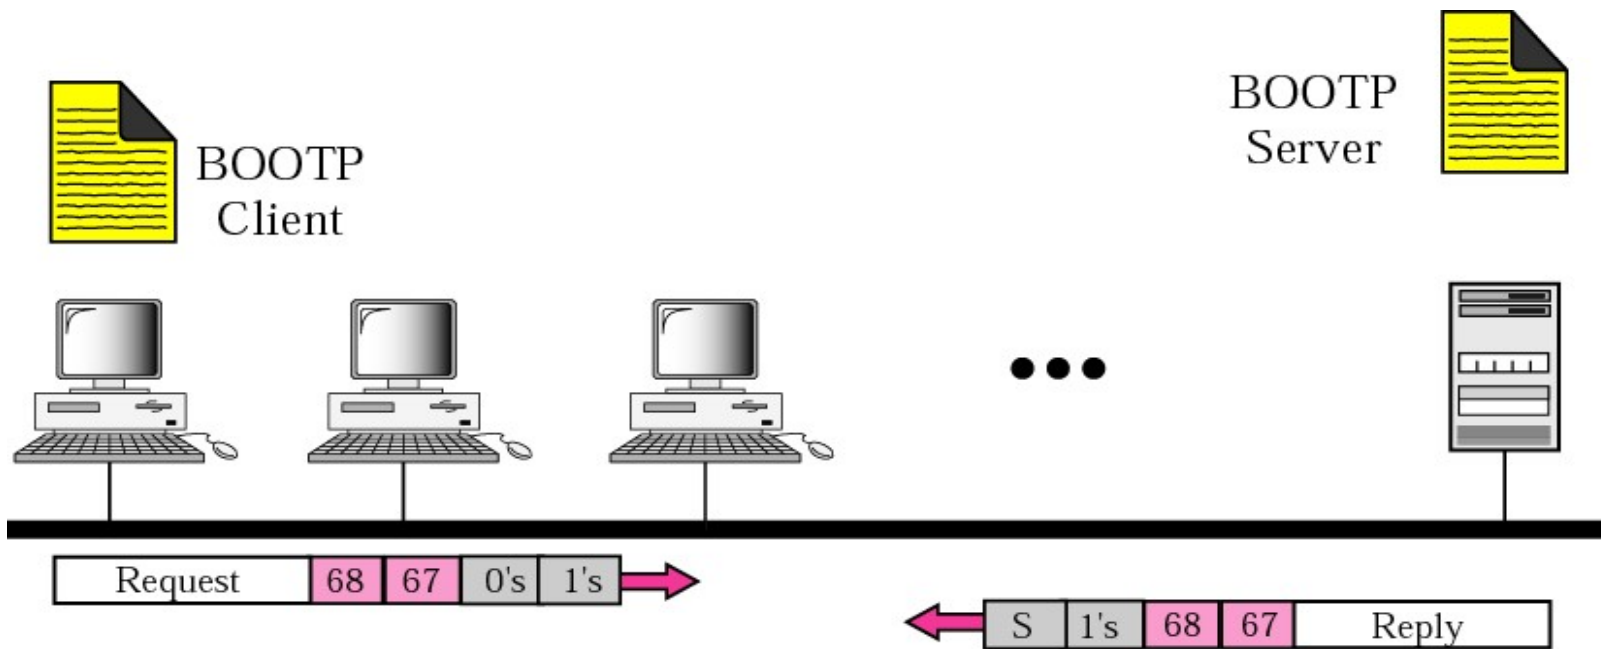 BOOTP
Server
BOOTP
Client
Request 68 67 0's 1's
S 1's 68 67 Reply